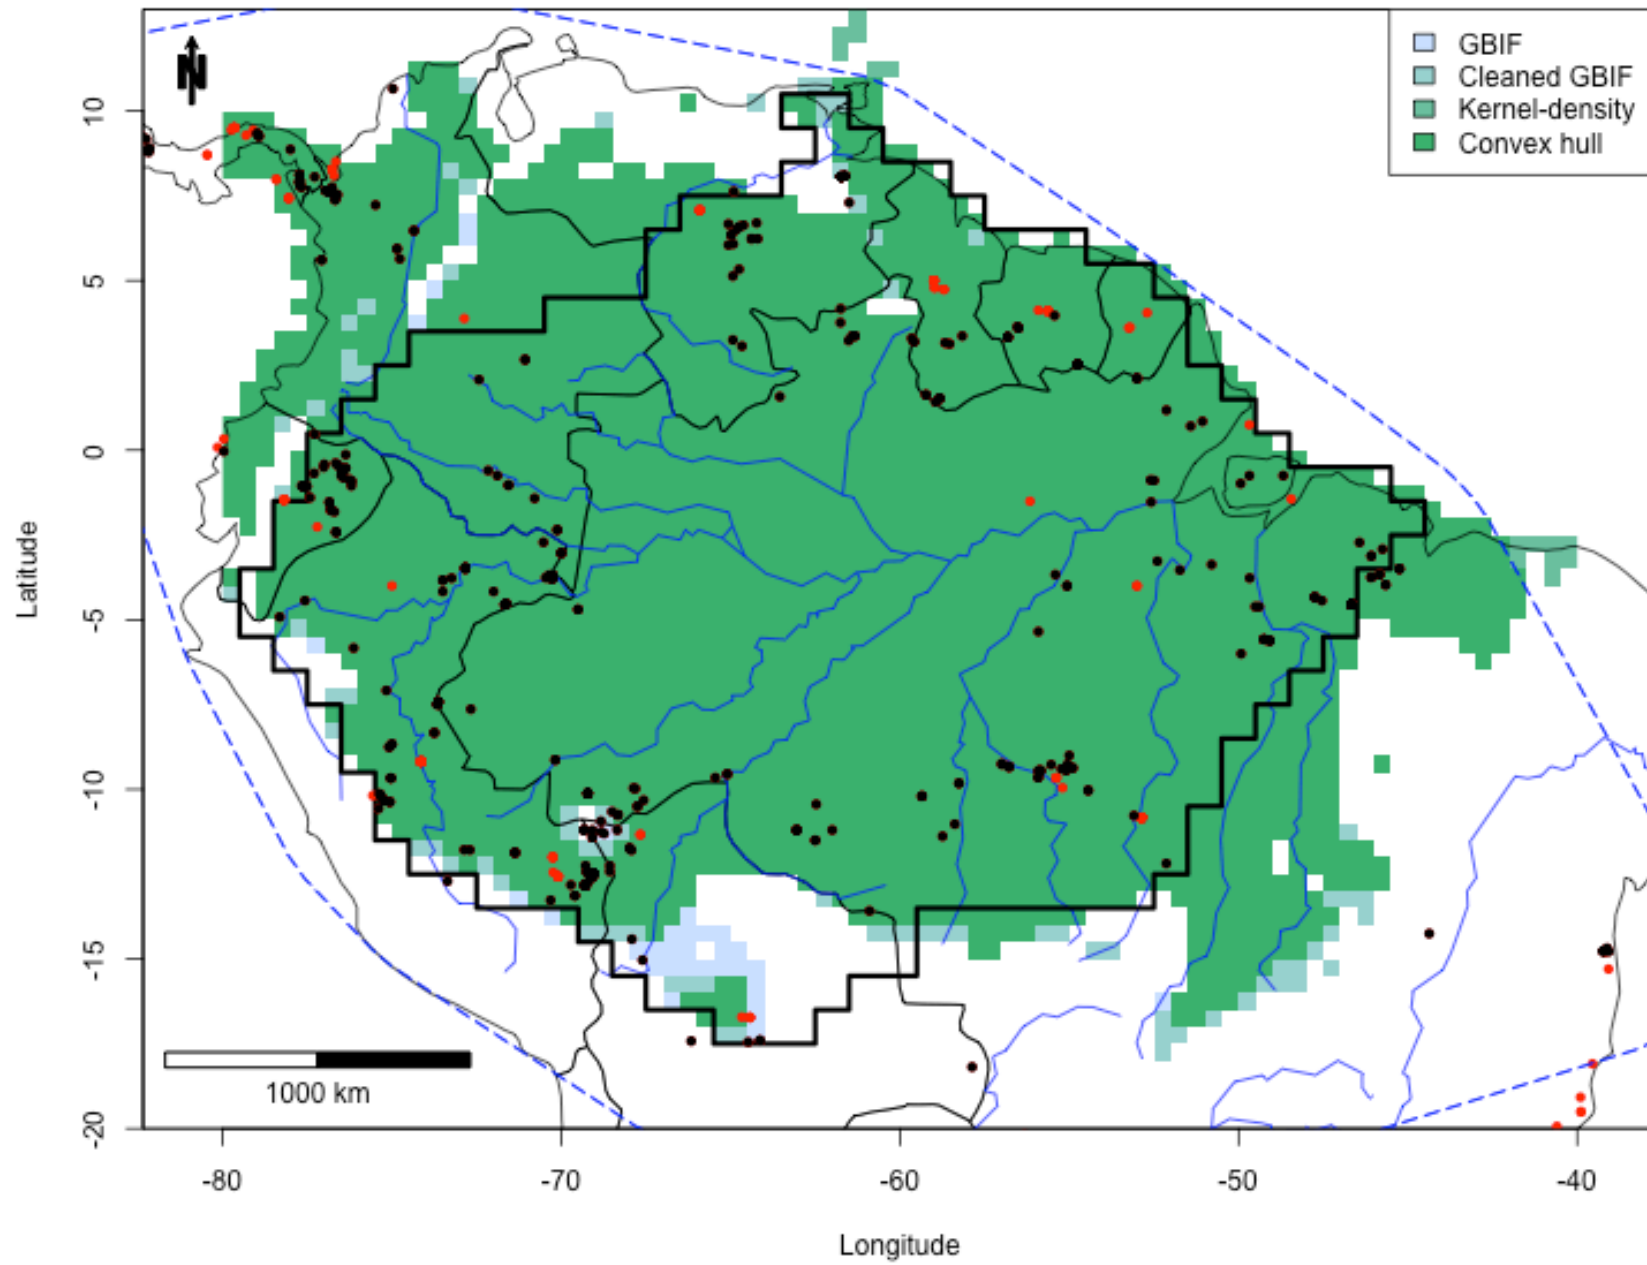 N
GBIF
Cleaned GBIF
Kernel-density
Convex hull
10
5
0
-5
-10
-15
-20
Latitude
1000 km
-80 -70 -60 -50 -40
Longitude